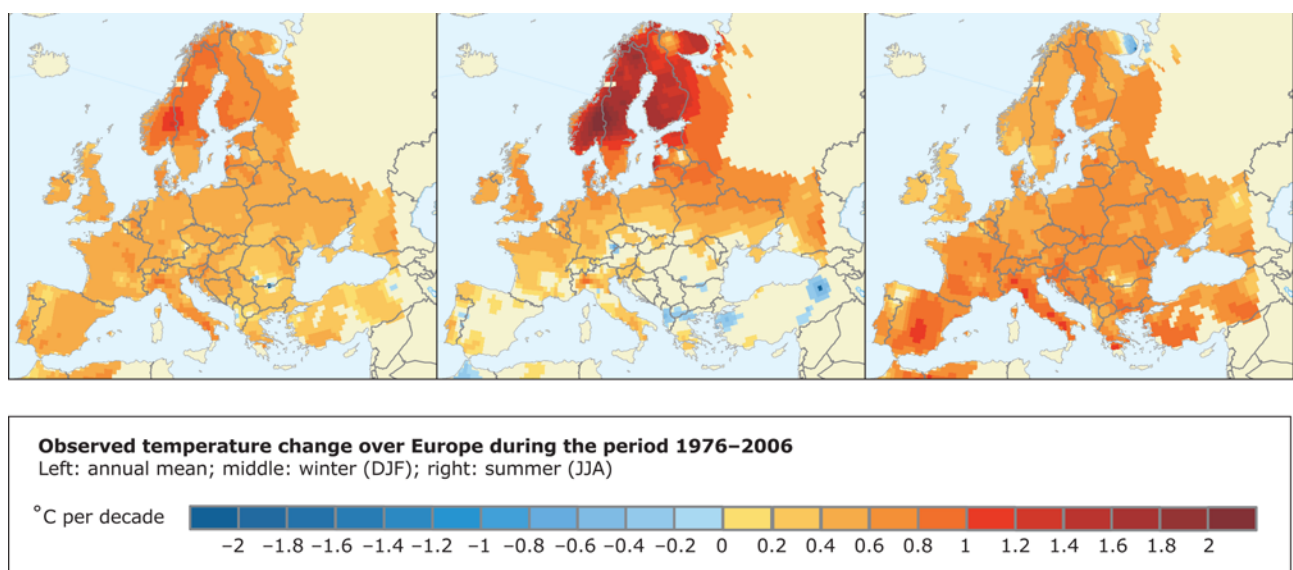 Observed temperature change over Europe during the period 1976–2006
Left: annual mean; middle: winter (DJF); right: summer (JJA)
°C per decade
−2 −1.8 −1.6 −1.4 −1.2 −1 −0.8 −0.6 −0.4 −0.2 0 0.2 0.4 0.6 0.8 1 1.2 1.4 1.6 1.8 2